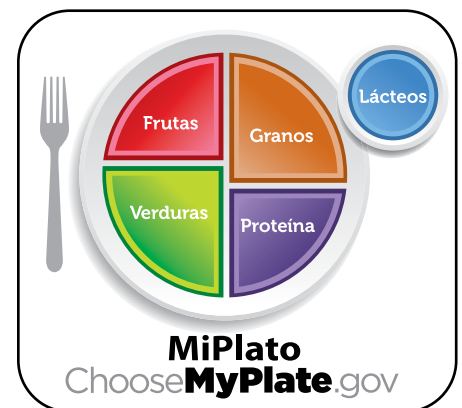 Lácteos
Frutas
Granos
Verduras
Proteína
MiPlato
ChooseMyPlate.gov